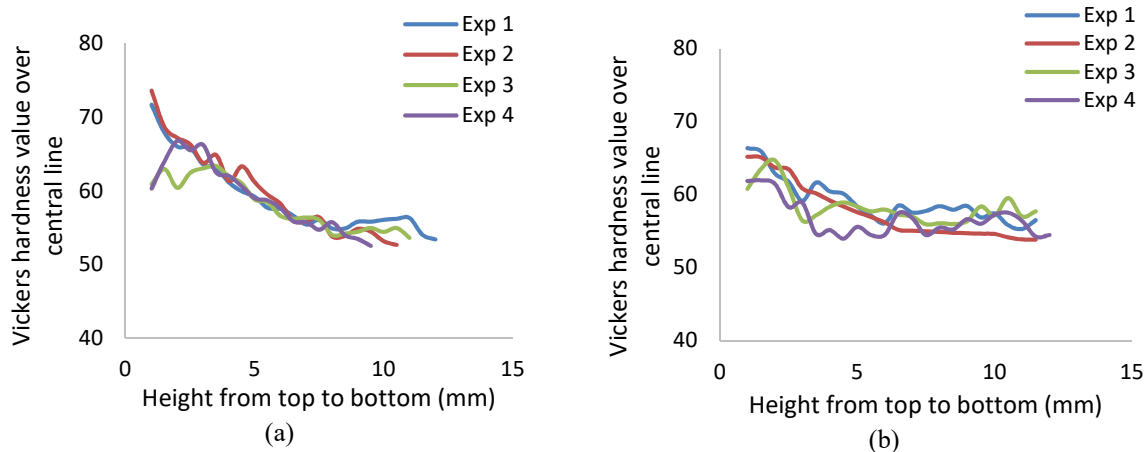 Exp 1
Exp 2
Exp 3
Exp 4
80
70
60
50
40
0
5
10
15
Vickers hardness value over
central line
Height from top to bottom (mm)
(a)
Exp 1
Exp 2
Exp 3
Exp 4
80
70
60
50
40
0
5
10
15
Vickers hardness value over
central line
Height from top to bottom (mm)
(b)